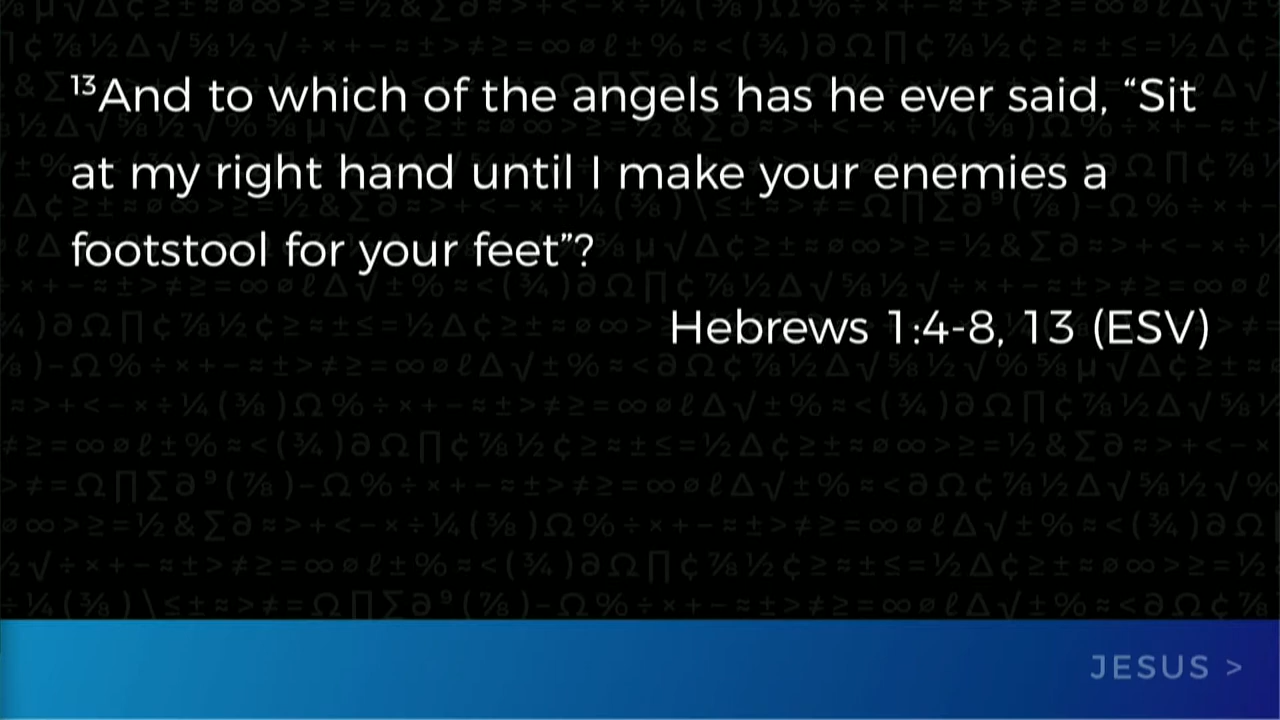 ¹³And to which of the angels has he ever said, “Sit
at my right hand until I make your enemies a
footstool for your feet”?
Hebrews 1:4-8, 13 (ESV)
JESUS >